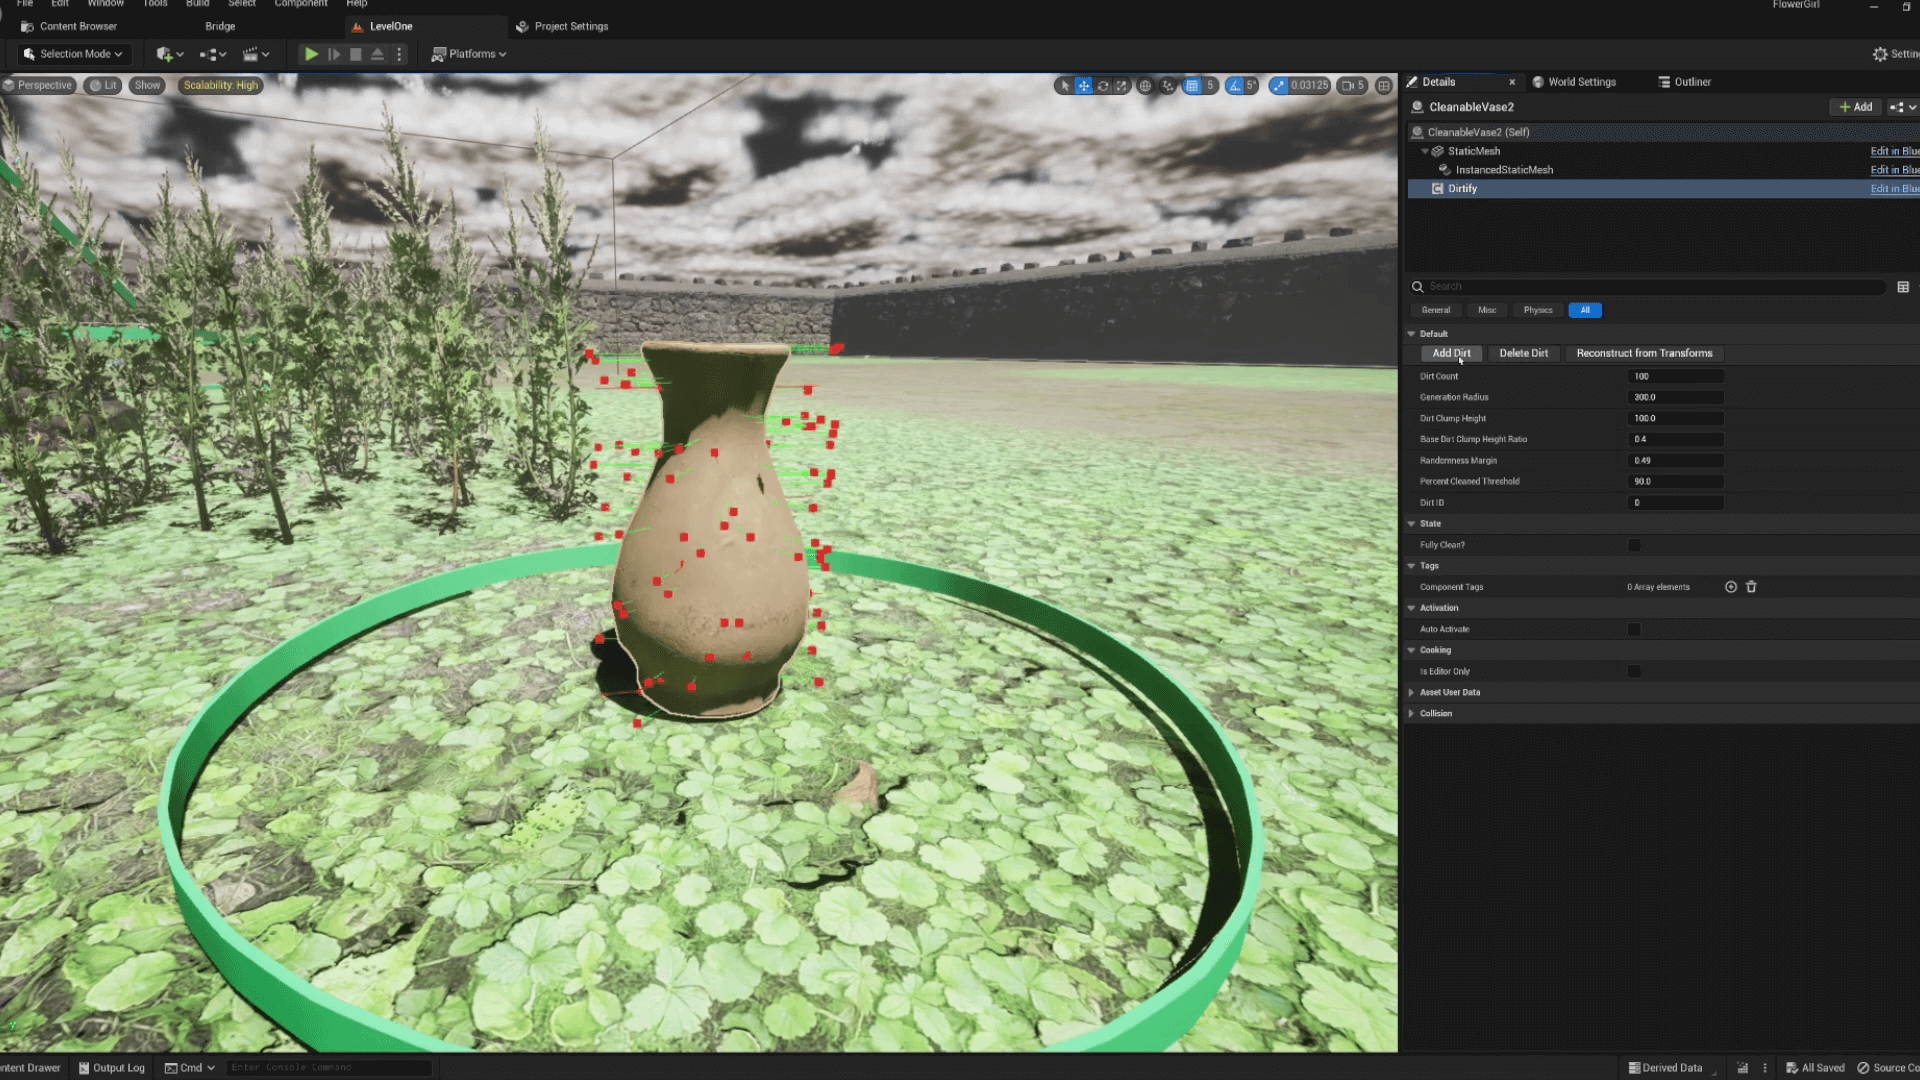 File Edit Window Tools Build Select Component Help
FlowerGirl
Content Browser Bridge LevelOne Project Settings
Selection Mode Platforms
Perspective Lit Show Scalability: High 5 5° 0.03125 5
Details World Settings Outliner
CleanableVase2 Add
CleanableVase2 (Self)
StaticMesh Edit in Blue
InstancedStaticMesh Edit in Blue
Dirtify Edit in Blue
Search
General Misc Physics All
Default
Add Dirt Delete Dirt Reconstruct from Transforms
Dirt Count 100
Generation Radius 300.0
Dirt Clump Height 100.0
Base Dirt Clump Height Ratio 0.4
Randomness Margin 0.49
Percent Cleaned Threshold 90.0
Dirt ID 0
State
Fully Clean?
Tags
Component Tags 0 Array elements
Activation
Auto Activate
Cooking
Is Editor Only
Asset User Data
Collision
ntent Drawer Output Log Cmd Enter Console Command Derived Data All Saved Source Co